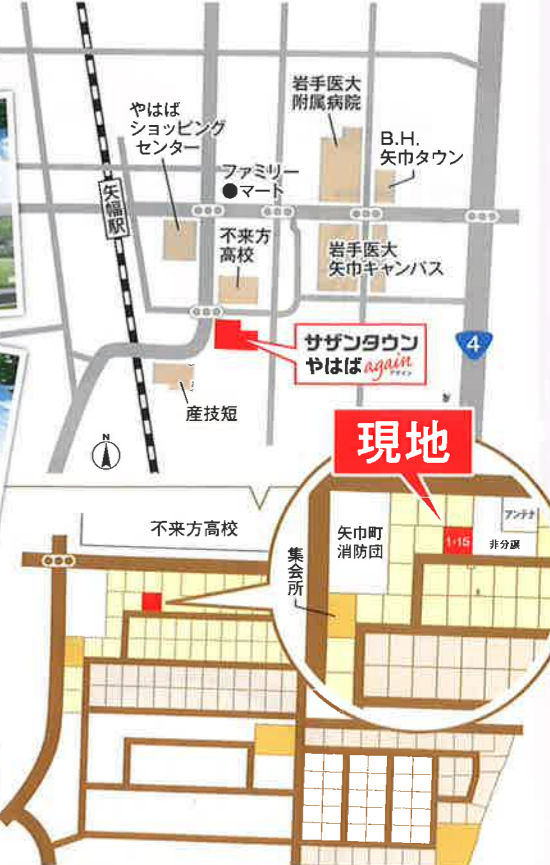 岩手医大
附属病院
やはば
ショッピング
センター
B.H.
矢巾タウン
ファミリー
●マート
矢幅駅
不来方
高校
岩手医大
矢巾キャンパス
サザンタウン
やはばagain
アゲイン
4
産技短
N
現地
不来方高校
矢巾町
消防団
アンテナ
1-15
非分譲
集会所